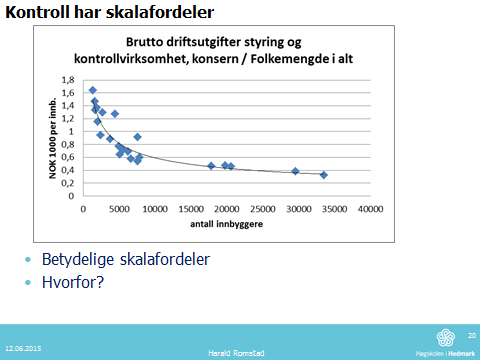 Kontroll har skalafordeler
Brutto driftsutgifter styring og
kontrollvirksomhet, konsern / Folkemengde i alt
NOK 1000 per innb.
1,8
1,6
1,4
1,2
1
0,8
0,6
0,4
0,2
0
0 5000 10000 15000 20000 25000 30000 35000 40000
antall innbyggere
• Betydelige skalafordeler
• Hvorfor?
20
12.06.2015
Harald Romstad
Høgskolen i Hedmark